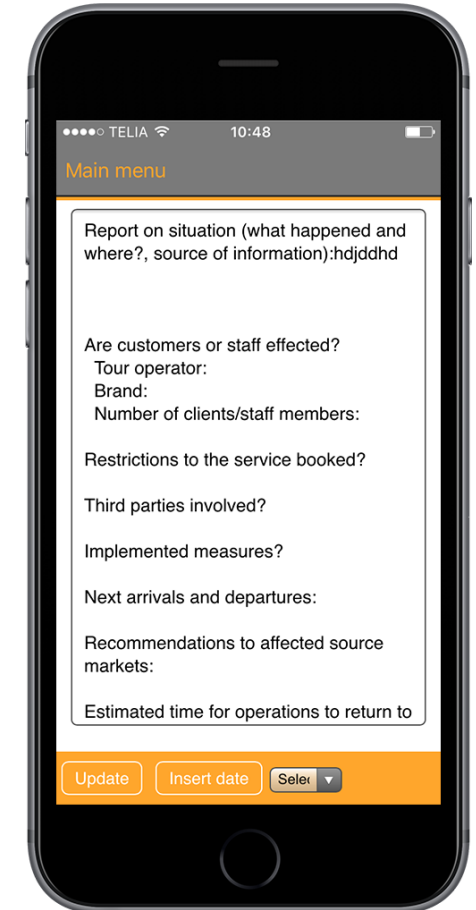 TELIA 10:48
Main menu
Report on situation (what happened and
where?, source of information):hdjddhd
Are customers or staff effected?
Tour operator:
Brand:
Number of clients/staff members:
Restrictions to the service booked?
Third parties involved?
Implemented measures?
Next arrivals and departures:
Recommendations to affected source
markets:
Estimated time for operations to return to
Update Insert date Selec